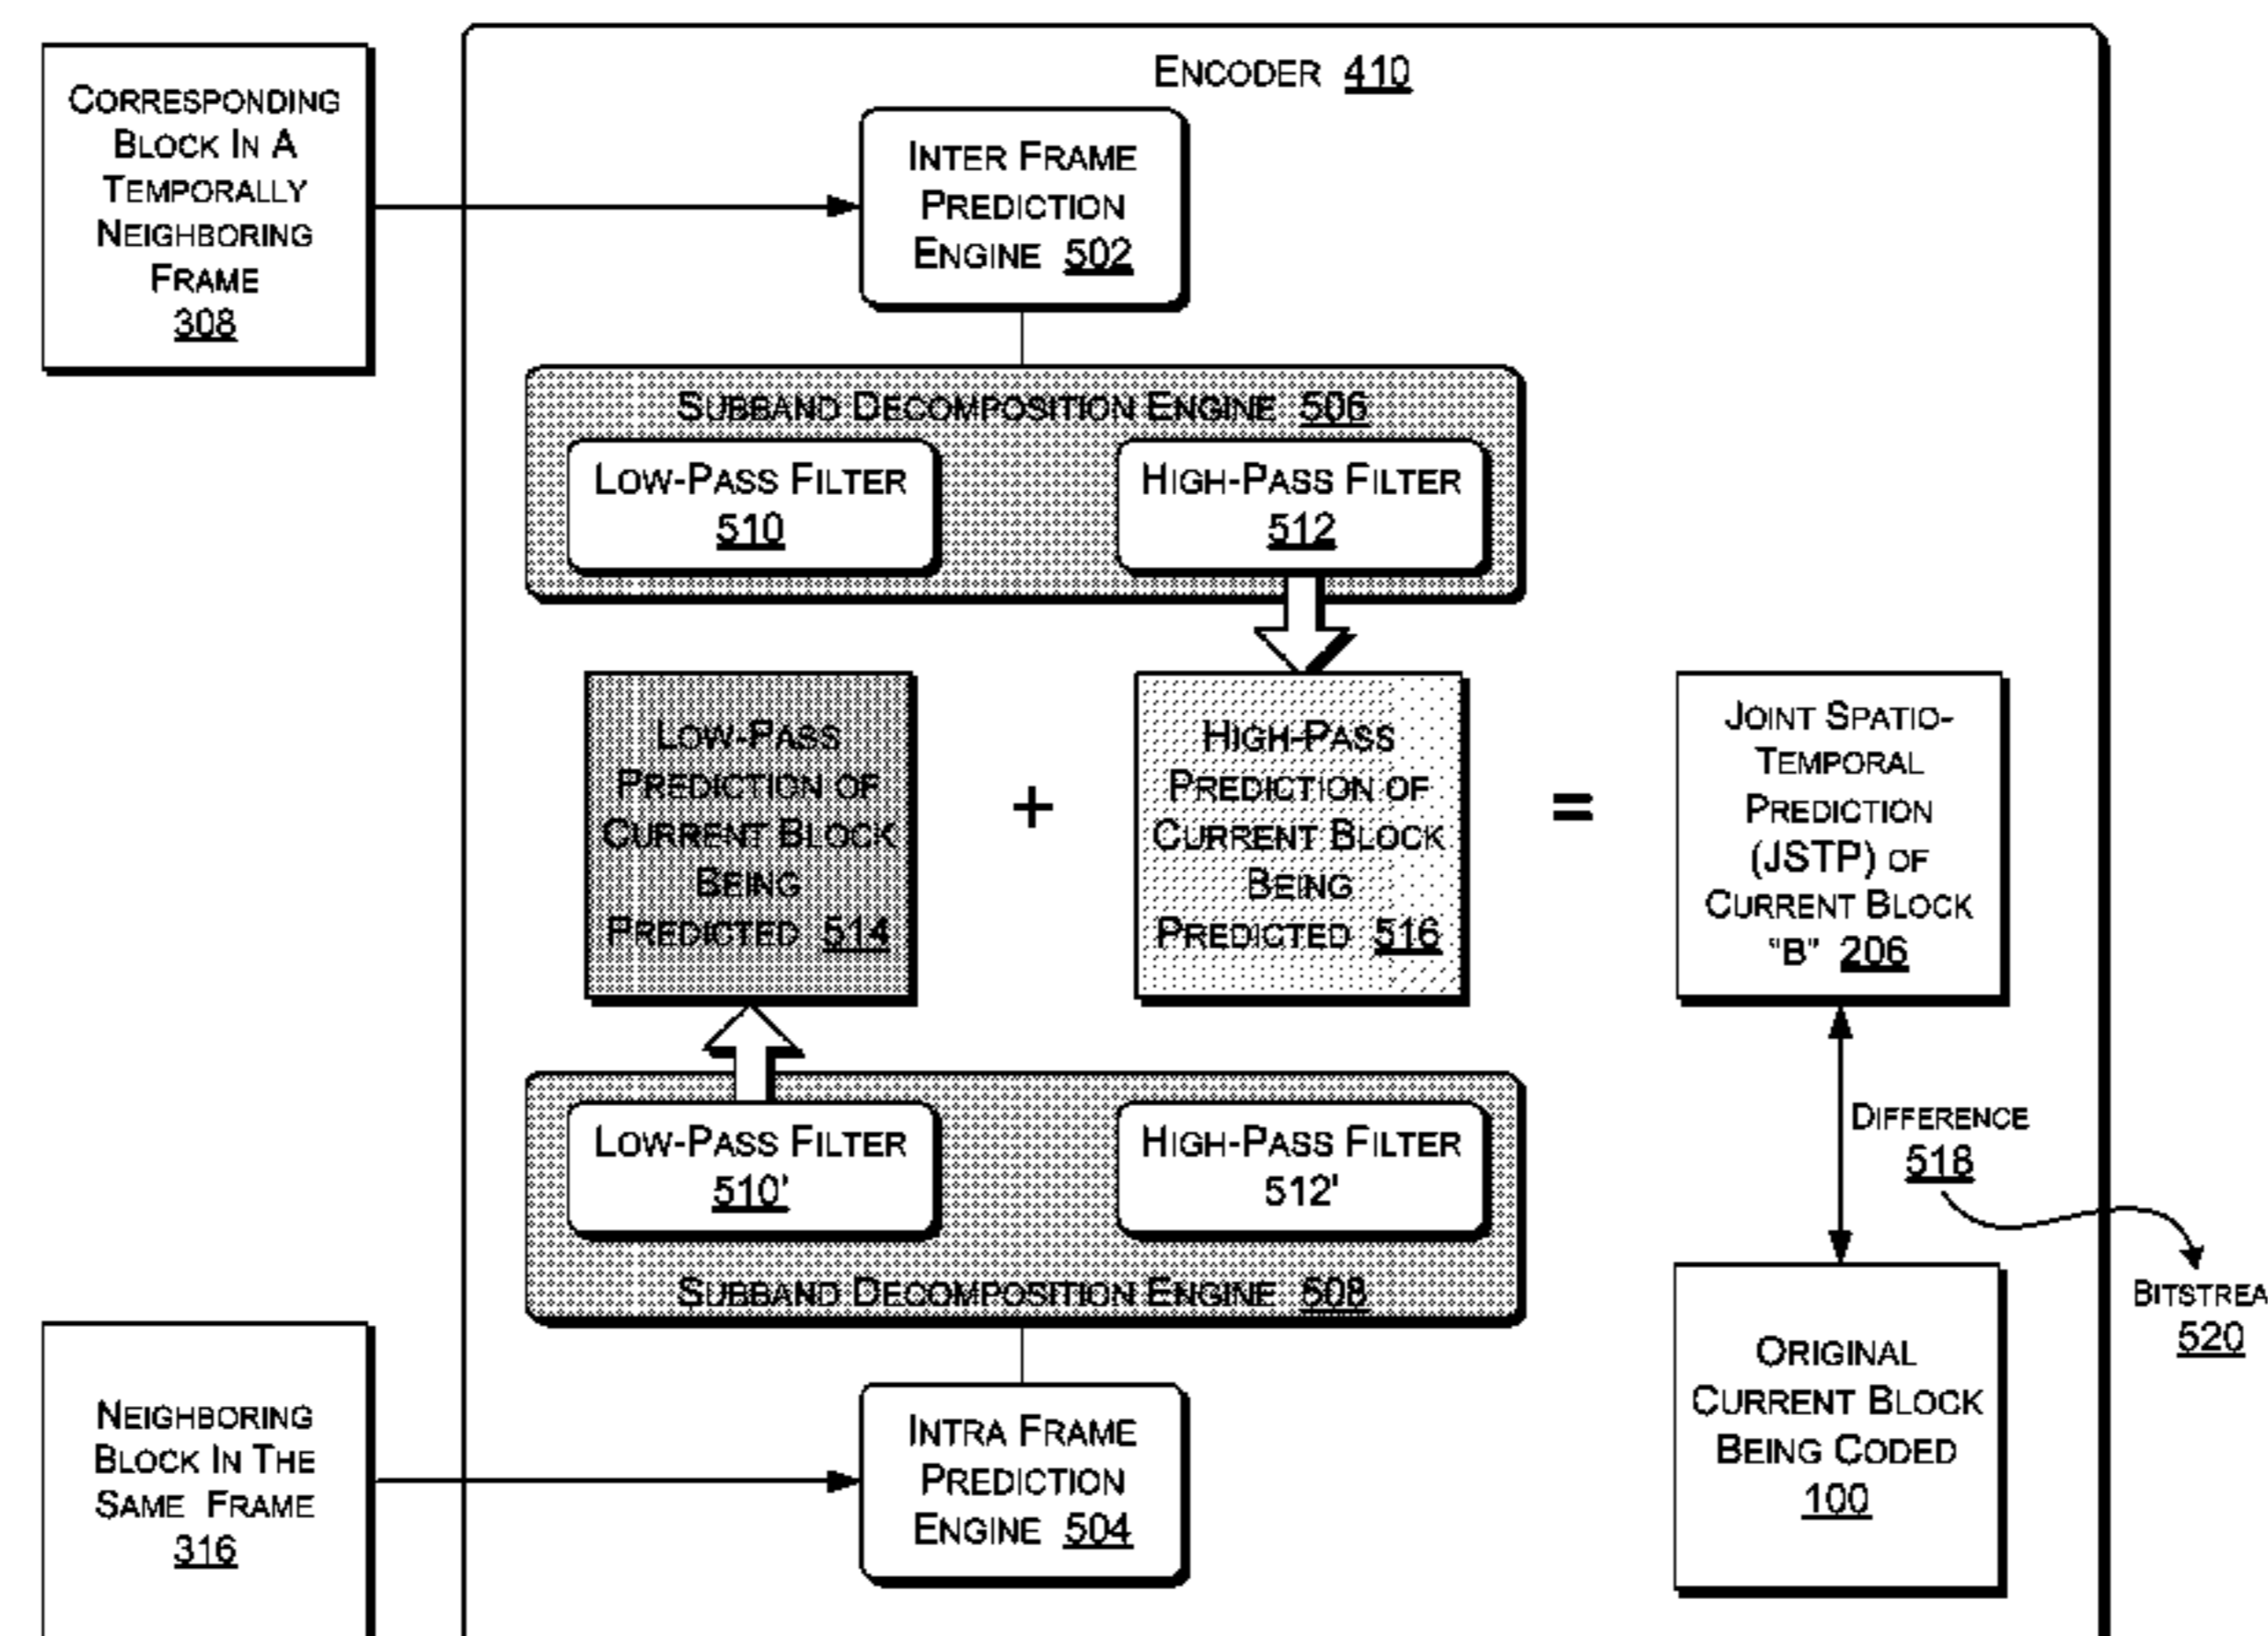 ENCODER 410
CORRESPONDING
BLOCK IN A
TEMPORALLY
NEIGHBORING
FRAME
308
INTER FRAME
PREDICTION
ENGINE 502
SUBBAND DECOMPOSITION ENGINE 506
LOW-PASS FILTER
510
HIGH-PASS FILTER
512
LOW-PASS
PREDICTION OF
CURRENT BLOCK
BEING
PREDICTED 514
+
HIGH-PASS
PREDICTION OF
CURRENT BLOCK
BEING
PREDICTED 516
=
JOINT SPATIO-
TEMPORAL
PREDICTION
(JSTP) OF
CURRENT BLOCK
"B" 206
LOW-PASS FILTER
510'
HIGH-PASS FILTER
512'
SUBBAND DECOMPOSITION ENGINE 508
DIFFERENCE
518
BITSTREA
520
NEIGHBORING
BLOCK IN THE
SAME FRAME
316
INTRA FRAME
PREDICTION
ENGINE 504
ORIGINAL
CURRENT BLOCK
BEING CODED
100